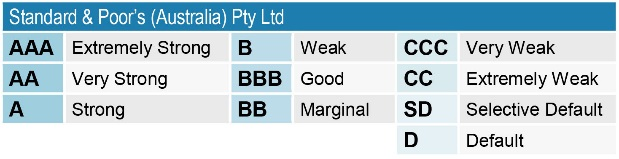 Standard & Poor's (Australia) Pty Ltd
AAA Extremely Strong B Weak CCC Very Weak
AA Very Strong BBB Good CC Extremely Weak
A Strong BB Marginal SD Selective Default
D Default